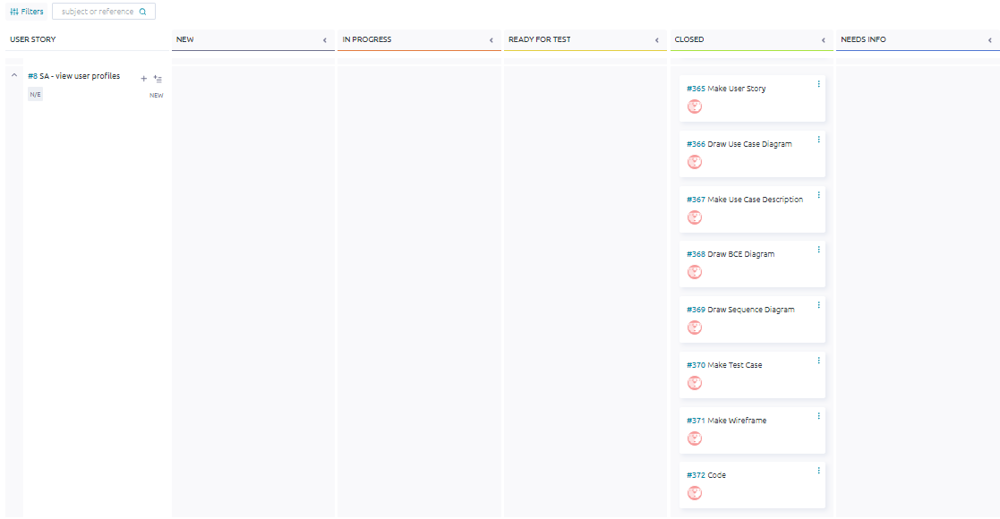 Filters
subject or reference
USER STORY
NEW
IN PROGRESS
READY FOR TEST
CLOSED
NEEDS INFO
#8 SA - view user profiles
N/E
NEW
#365 Make User Story
#366 Draw Use Case Diagram
#367 Make Use Case Description
#368 Draw BCE Diagram
#369 Draw Sequence Diagram
#370 Make Test Case
#371 Make Wireframe
#372 Code